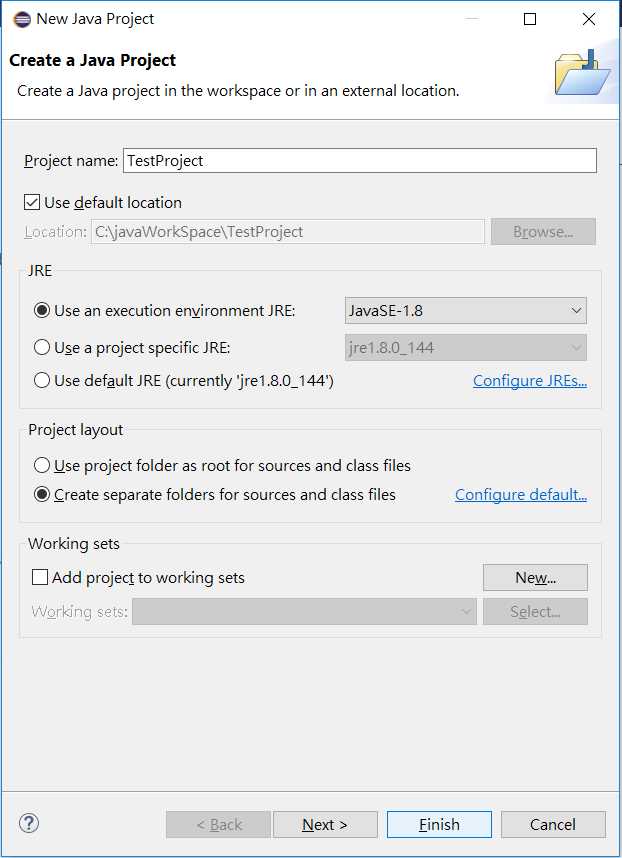 New Java Project
Create a Java Project
Create a Java project in the workspace or in an external location.
Project name: TestProject
Use default location
Location: C:\javaWorkSpace\TestProject Browse...
JRE
Use an execution environment JRE: JavaSE-1.8
Use a project specific JRE: jre1.8.0_144
Use default JRE (currently 'jre1.8.0_144') Configure JREs...
Project layout
Use project folder as root for sources and class files
Create separate folders for sources and class files Configure default...
Working sets
Add project to working sets New...
Working sets: Select...
? < Back Next > Finish Cancel